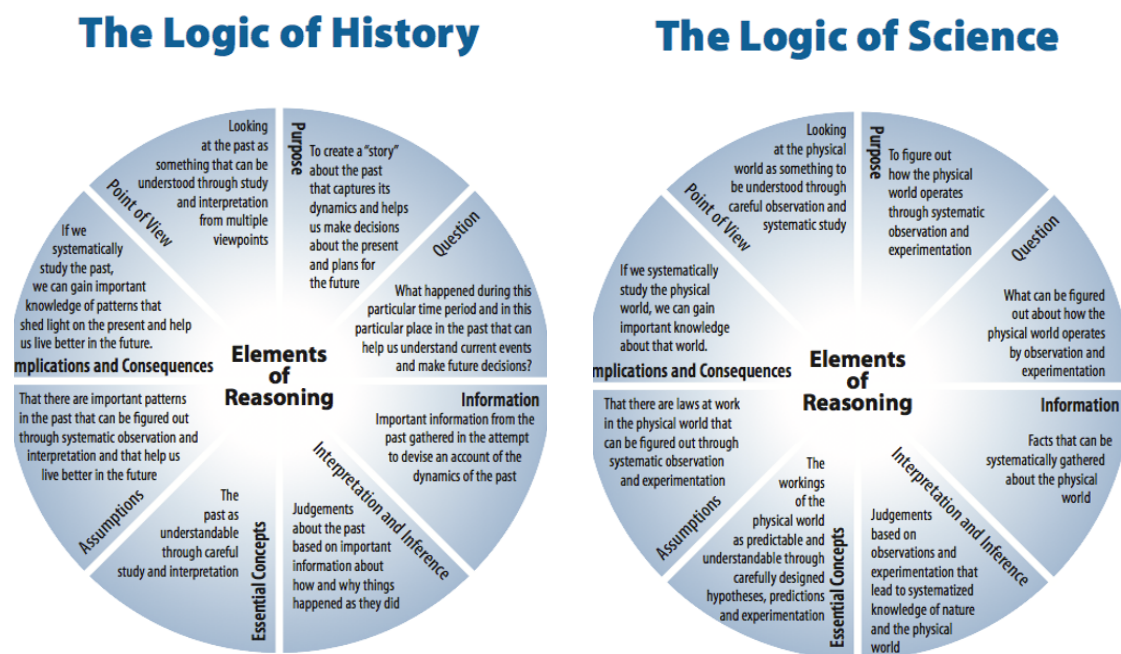 The Logic of History
Looking
at the past as
something that can be
understood through study
and interpretation
from multiple
viewpoints
Point of View
Purpose
To create a “story”
about the past
that captures its
dynamics and helps
us make decisions
about the present
and plans for
the future
Question
What happened during this
particular time period and in this
particular place in the past that can
help us understand current events
and make future decisions?
Information
Important information from the
past gathered in the attempt
to devise an account of the
dynamics of the past
Interpretation and Inference
Judgements
about the past
based on important
information about
how and why things
happened as they did
Essential Concepts
The
past as
understandable
through careful
study and interpretation
Assumptions
That there are important patterns
in the past that can be figured out
through systematic observation and
interpretation and that help us
live better in the future
mplications and Consequences
If we
systematically
study the past,
we can gain important
knowledge of patterns that
shed light on the present and help
us live better in the future.
Elements
of
Reasoning
The Logic of Science
Looking
at the physical
world as something to
be understood through
careful observation and
systematic study
Point of View
Purpose
To figure out
how the physical
world operates
through systematic
observation and
experimentation
Question
What can be figured
out about how the
physical world operates
by observation and
experimentation
Information
Facts that can be
systematically gathered
about the physical
world
Interpretation and Inference
Judgements
based on
observations and
experimentation that
lead to systematized
knowledge of nature
and the physical
world
Essential Concepts
The
workings
of the
physical world
as predictable and
understandable through
carefully designed
hypotheses, predictions
and experimentation
Assumptions
That there are laws at work
in the physical world that
can be figured out through
systematic observation
and experimentation
mplications and Consequences
If we systematically
study the physical
world, we can gain
important knowledge
about that world.
Elements
of
Reasoning